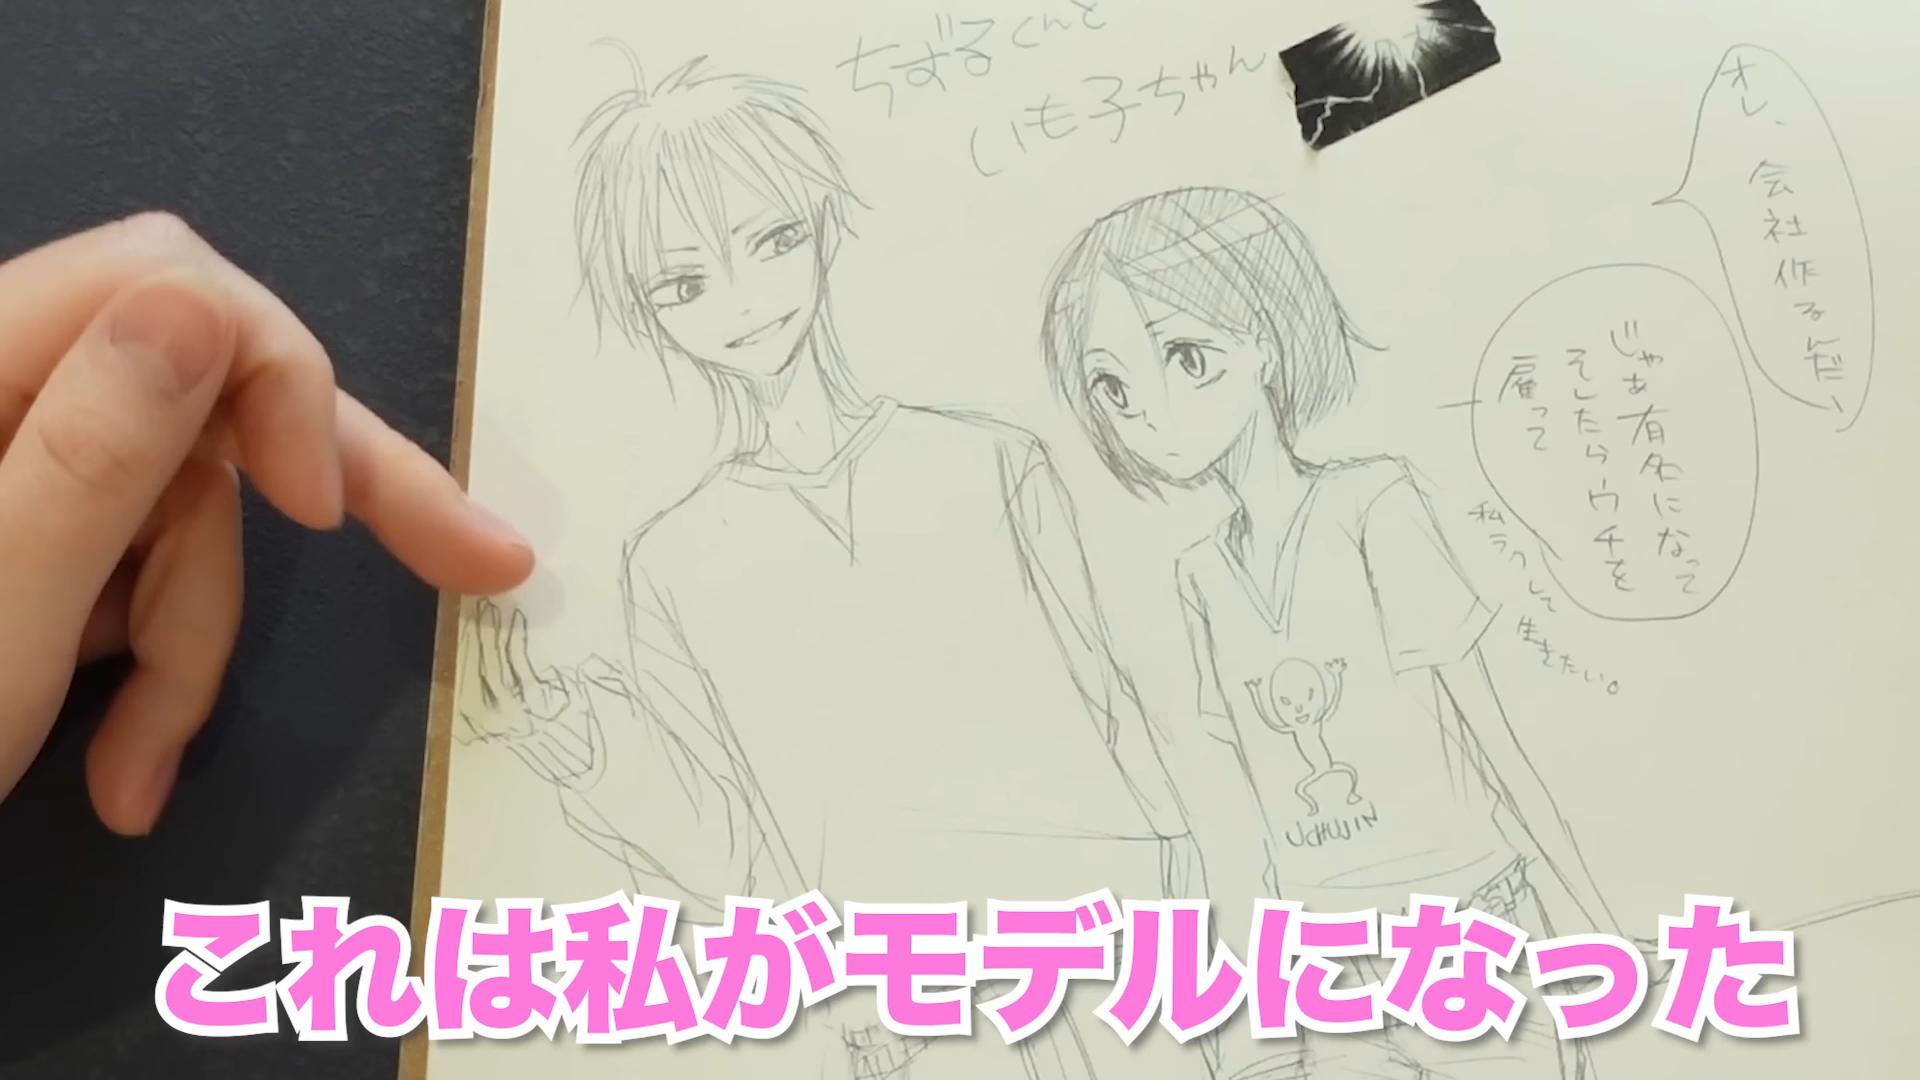 ちずるくんと
いも子ちゃん
オレ、会社作るんだ!
じゃあ有名になって
そしたらウチを
雇って
私ラクして生きたい。
UCHUJIN
これは私がモデルになった